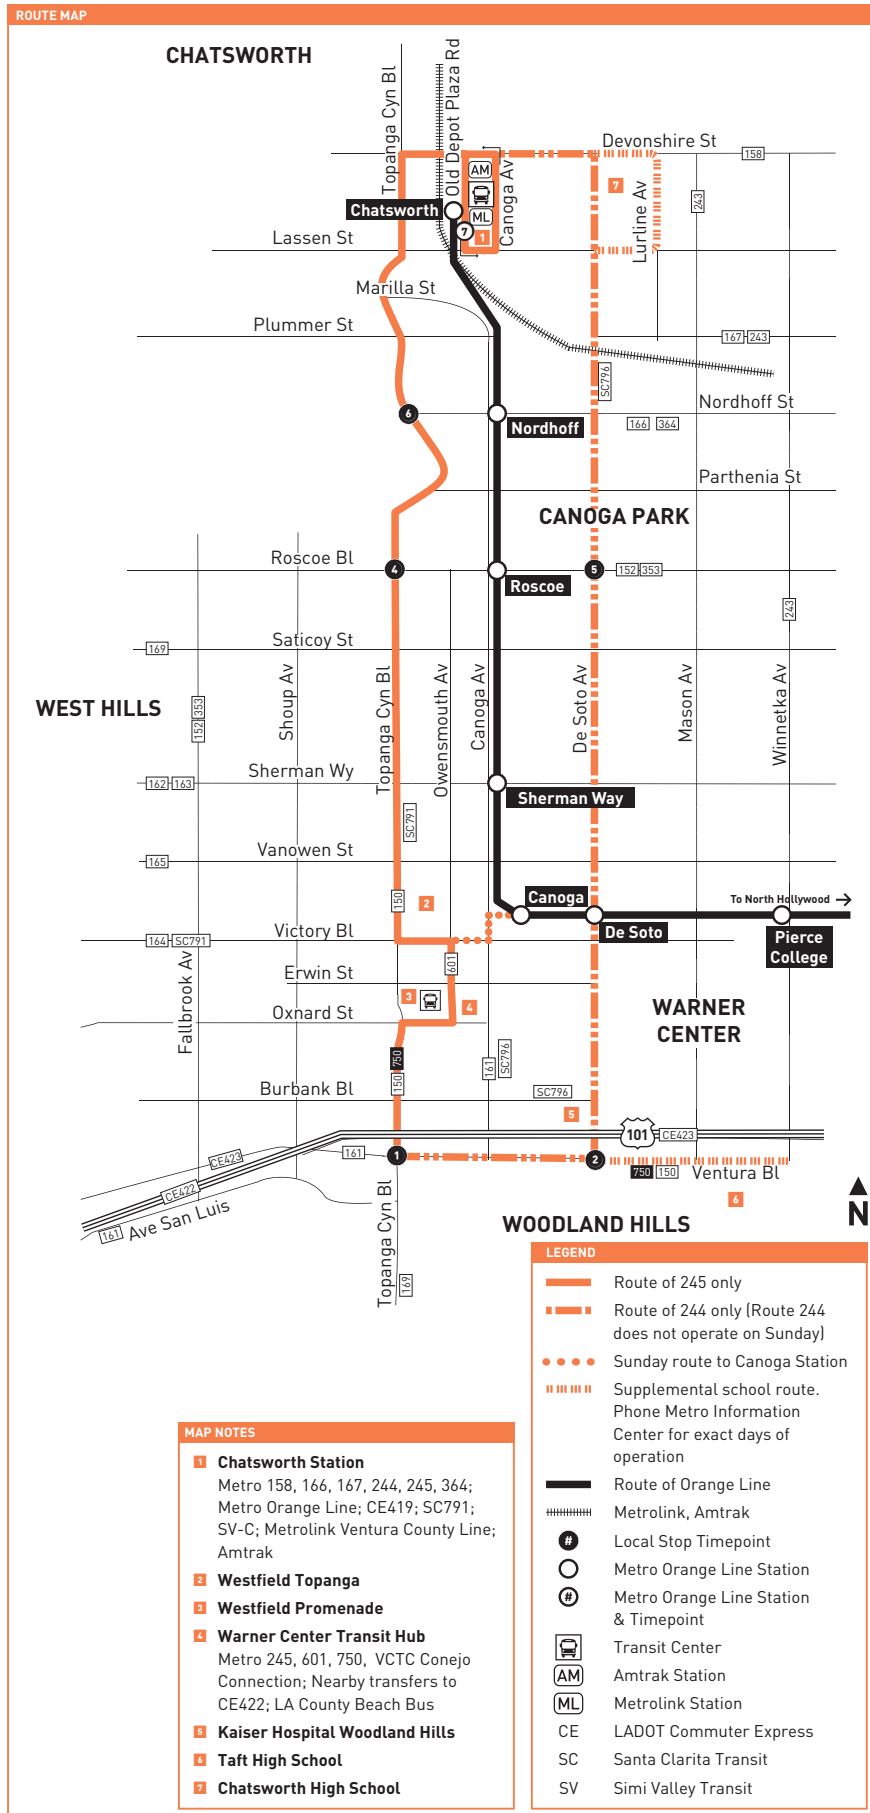 ROUTE MAP
CHATSWORTH
Topanga Cyn Bl
Old Depot Plaza Rd
Canoga Av
Devonshire St
158
AM
ML
7
1
7
Lurline Av
243
Chatsworth
Lassen St
Marilla St
Plummer St
167 243
SC796
Nordhoff St
6
Nordhoff
166 364
Parthenia St
CANOGA PARK
Roscoe Bl
4
Roscoe
5
152 353
243
169
Saticoy St
WEST HILLS
152 353
Shoup Av
Topanga Cyn Bl
Owensmouth Av
Canoga Av
De Soto Av
Mason Av
Winnetka Av
162 163
Sherman Wy
Sherman Way
SC791
165
Vanowen St
150
2
Canoga
To North Hollywood
164 SC791
Victory Bl
De Soto
Pierce
College
Fallbrook Av
601
Erwin St
3
4
Oxnard St
WARNER
CENTER
750
150
161
SC796
Burbank Bl
SC796
5
101
CE423
CE423
161
1
2
750 150
Ventura Bl
CE422
6
161
Ave San Luis
Topanga Cyn Bl
169
WOODLAND HILLS
N
LEGEND
Route of 245 only
Route of 244 only (Route 244
does not operate on Sunday)
Sunday route to Canoga Station
Supplemental school route.
Phone Metro Information
Center for exact days of
operation
Route of Orange Line
Metrolink, Amtrak
# Local Stop Timepoint
Metro Orange Line Station
# Metro Orange Line Station
& Timepoint
Transit Center
AM Amtrak Station
ML Metrolink Station
CE LADOT Commuter Express
SC Santa Clarita Transit
SV Simi Valley Transit
MAP NOTES
1 Chatsworth Station
Metro 158, 166, 167, 244, 245, 364;
Metro Orange Line; CE419; SC791;
SV-C; Metrolink Ventura County Line;
Amtrak
2 Westfield Topanga
3 Westfield Promenade
4 Warner Center Transit Hub
Metro 245, 601, 750, VCTC Conejo
Connection; Nearby transfers to
CE422; LA County Beach Bus
5 Kaiser Hospital Woodland Hills
6 Taft High School
7 Chatsworth High School